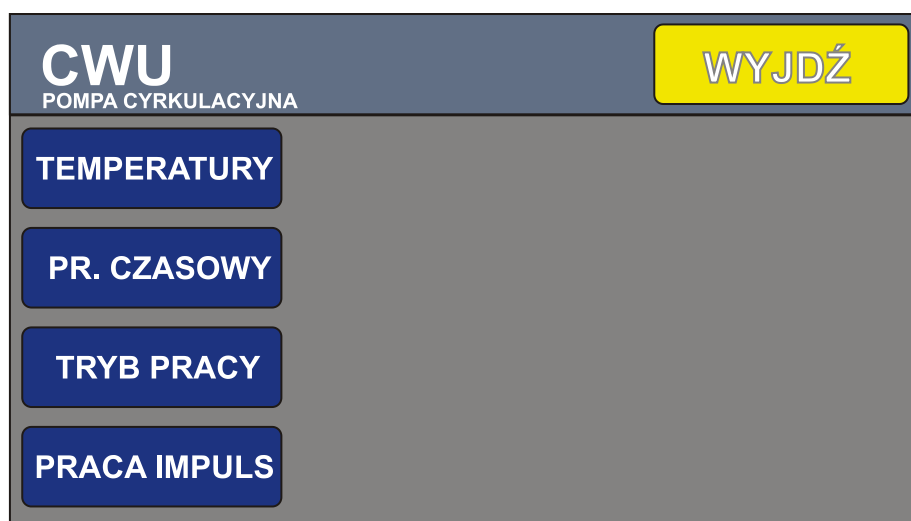 CWU
POMPA CYRKULACYJNA
WYJDŹ
TEMPERATURY
PR. CZASOWY
TRYB PRACY
PRACA IMPULS